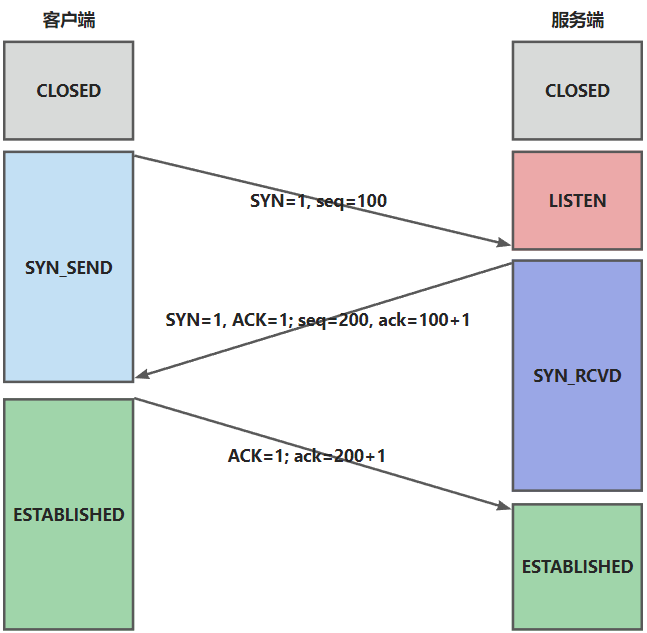 客户端
服务端
CLOSED
CLOSED
SYN=1, seq=100
LISTEN
SYN_SEND
SYN=1, ACK=1; seq=200, ack=100+1
SYN_RCVD
ACK=1; ack=200+1
ESTABLISHED
ESTABLISHED